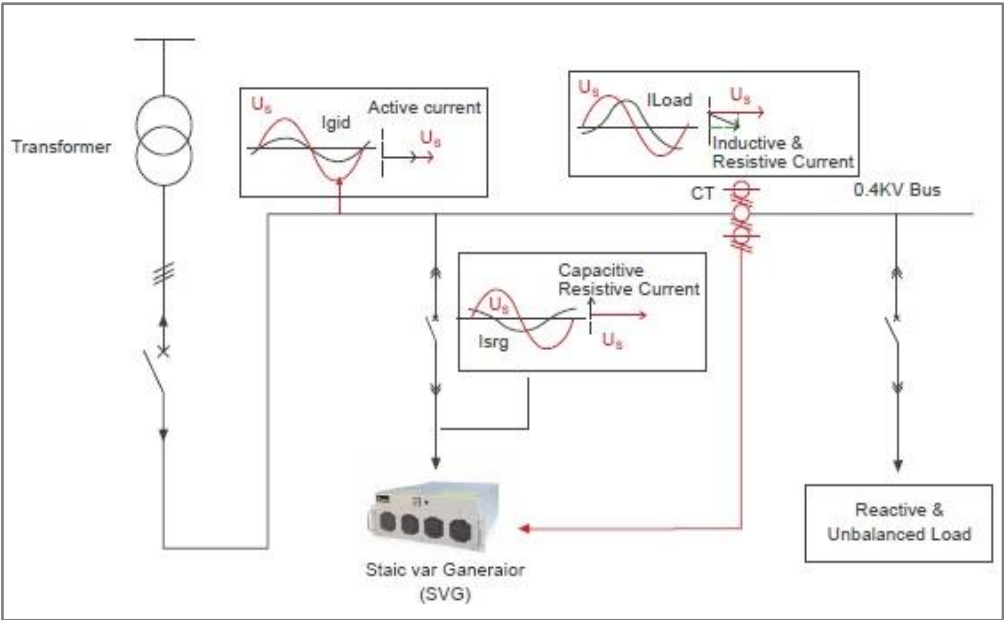 Transformer
Us
Igid
Active current
Us
Us
ILoad
Us
Inductive &
Resistive Current
CT
0.4KV Bus
Capacitive
Resistive Current
Us
Isrg
Us
Staic var Ganeraior
(SVG)
Reactive &
Unbalanced Load